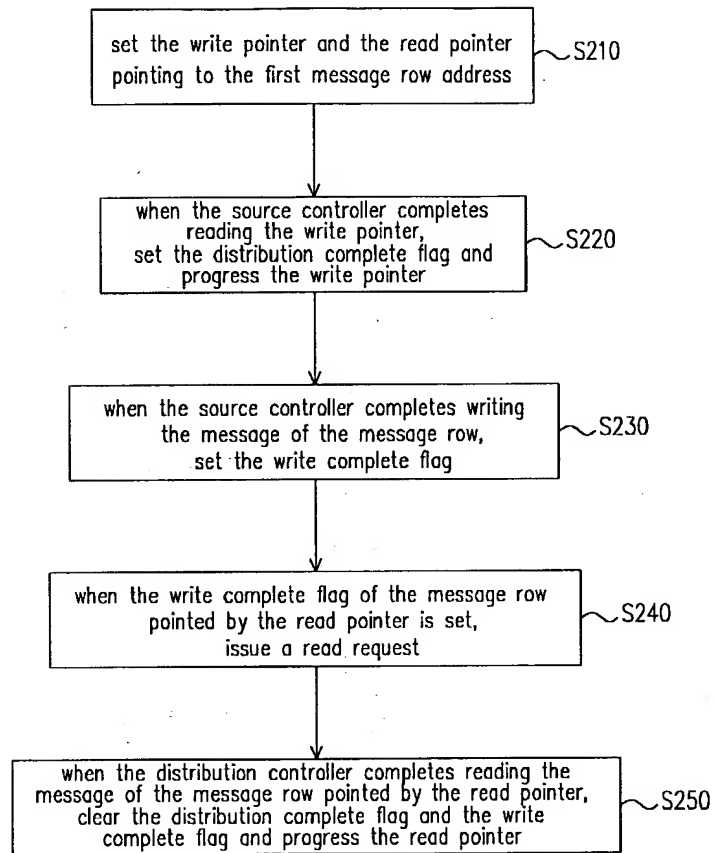 set the write pointer and the read pointer
pointing to the first message row address
S210
when the source controller completes
reading the write pointer,
set the distribution complete flag and
progress the write pointer
S220
when the source controller completes writing
the message of the message row,
set the write complete flag
S230
when the write complete flag of the message row
pointed by the read pointer is set,
issue a read request
S240
when the distribution controller completes reading the
message of the message row pointed by the read pointer,
clear the distribution complete flag and the write
complete flag and progress the read pointer
S250